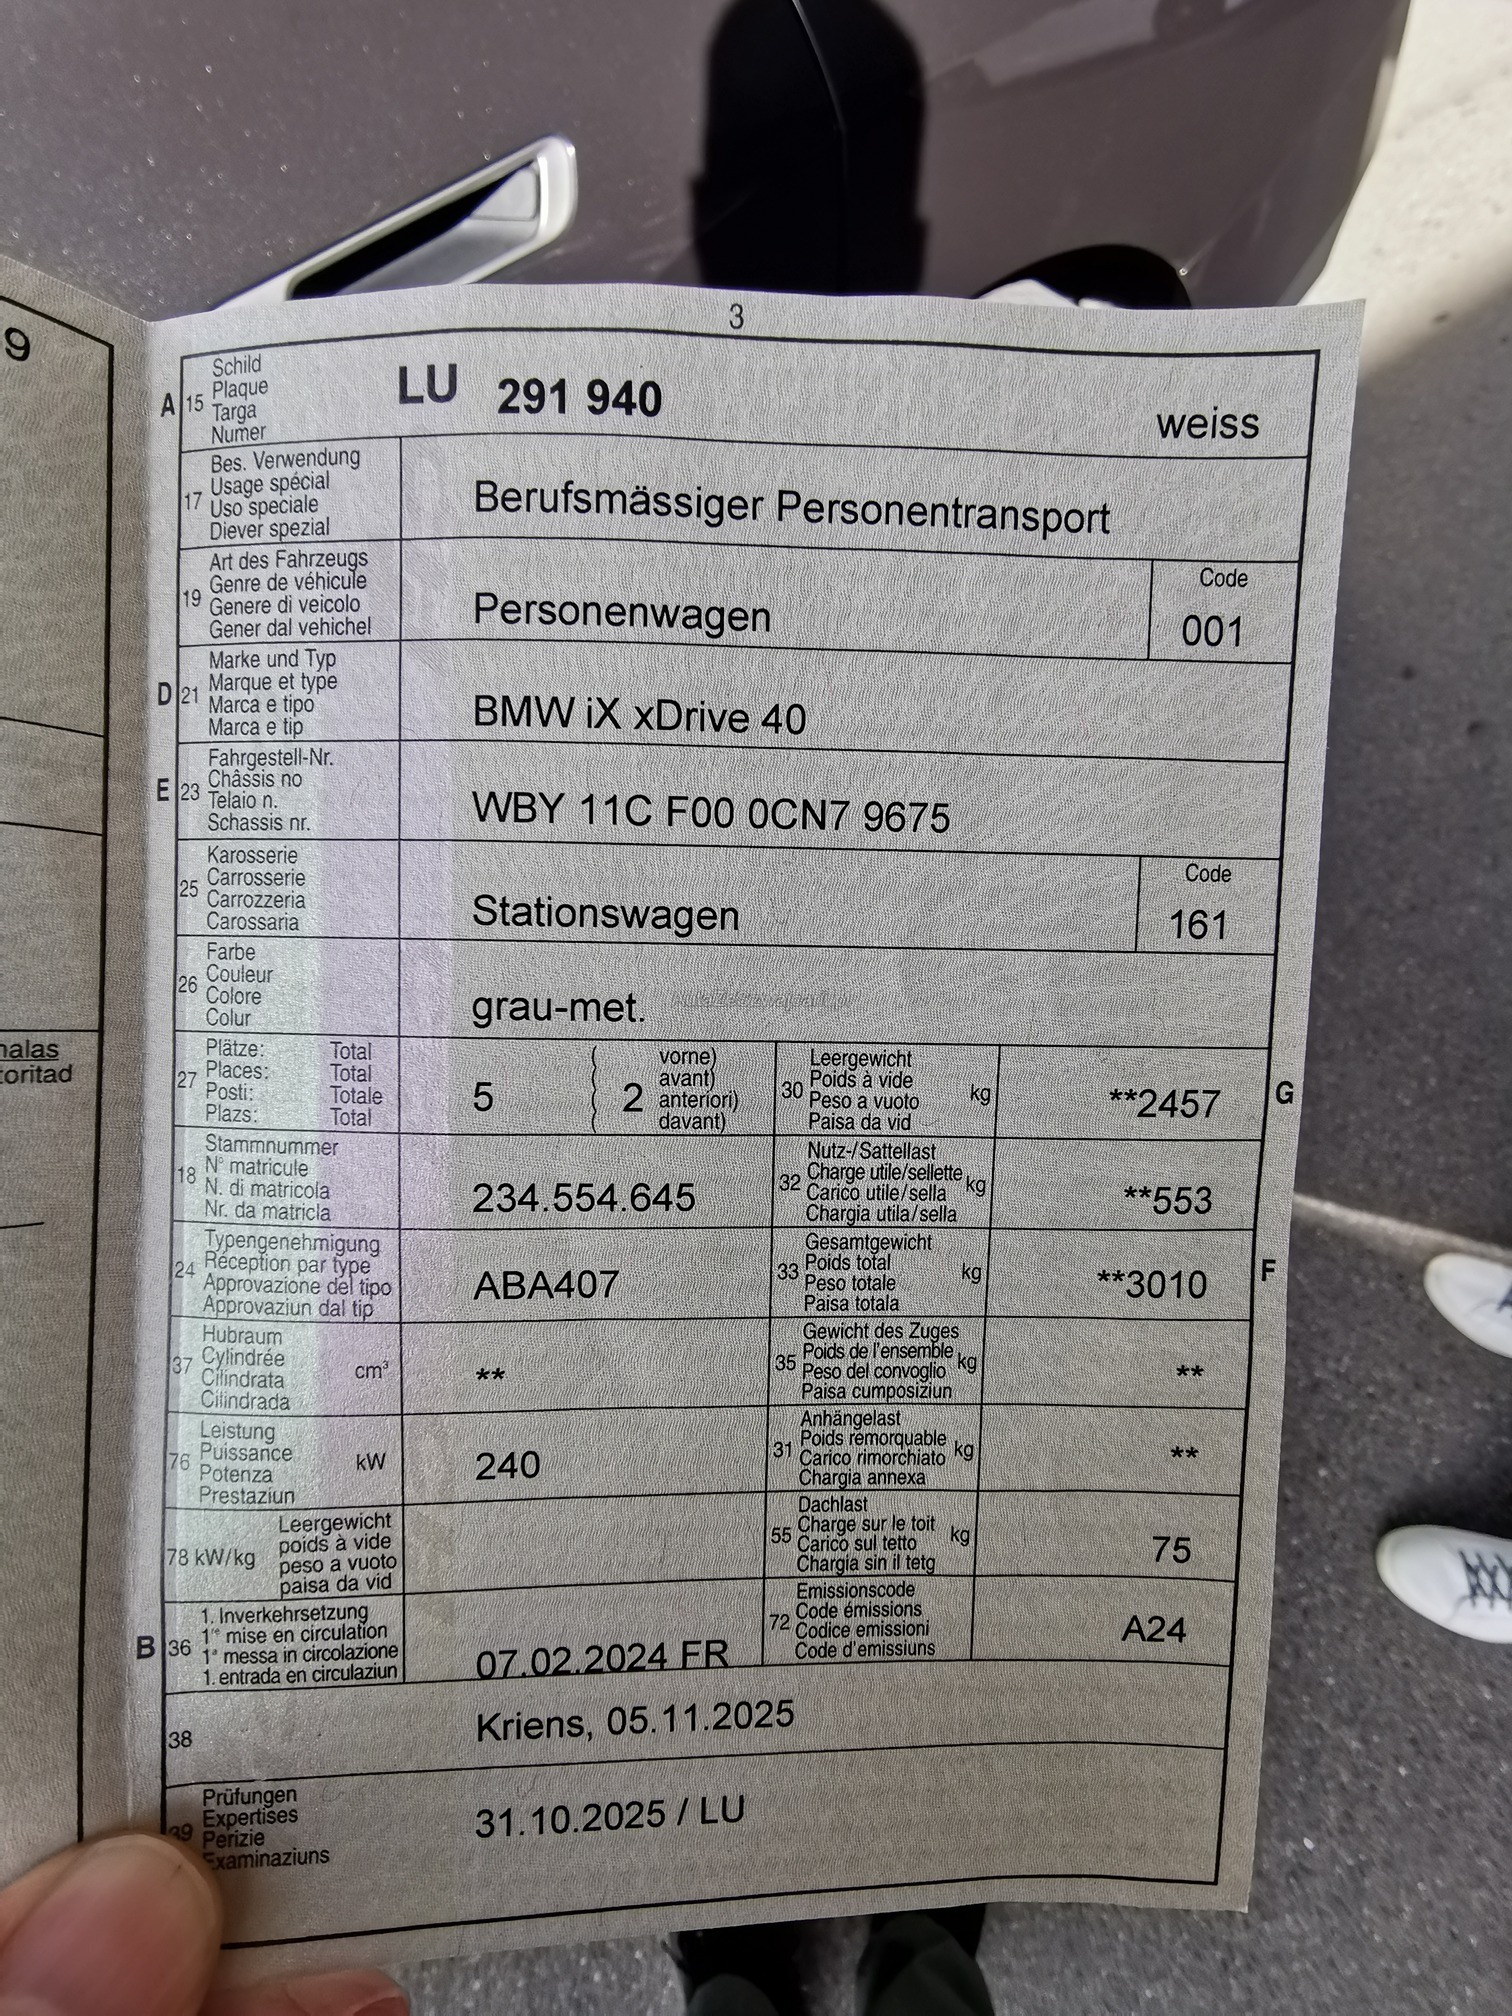 3
9
A 15 Schild
Plaque
Targa
Numer
LU 291 940
weiss
17 Bes. Verwendung
Usage spécial
Uso speciale
Diever spezial
Berufsmässiger Personentransport
19 Art des Fahrzeugs
Genre de véhicule
Genere di veicolo
Gener dal vehichel
Personenwagen
Code
001
D 21 Marke und Typ
Marque et type
Marca e tipo
Marca e tip
BMW iX xDrive 40
E 23 Fahrgestell-Nr.
Châssis no
Telaio n.
Schassis nr.
WBY 11C F00 0CN7 9675
25 Karosserie
Carrosserie
Carrozzeria
Carossaria
Stationswagen
Code
161
26 Farbe
Couleur
Colore
Colur
grau-met.
27 Plätze: Total
Places: Total
Posti: Totale
Plazs: Total
5
2
vorne)
avant)
anteriori)
davant)
30 Leergewicht
Poids à vide
Peso a vuoto
Paisa da vid
kg
**2457
G
18 Stammnummer
N° matricule
N. di matricola
Nr. da matricla
234.554.645
32 Nutz-/Sattellast
Charge utile/sellette
Carico utile/sella
Chargia utila/sella
kg
**553
24 Typengenehmigung
Réception par type
Approvazione del tipo
Approvaziun dal tip
ABA407
33 Gesamtgewicht
Poids total
Peso totale
Paisa totala
kg
**3010
F
37 Hubraum
Cylindrée
Cilindrata
Cilindrada
cm³
**
35 Gewicht des Zuges
Poids de l'ensemble
Peso del convoglio
Paisa cumposiziun
kg
**
76 Leistung
Puissance
Potenza
Prestaziun
kW
240
31 Anhängelast
Poids remorquable
Carico rimorchiato
Chargia annexa
kg
**
78 kW/kg
Leergewicht
poids à vide
peso a vuoto
paisa da vid
55 Dachlast
Charge sur le toit
Carico sul tetto
Chargia sin il tetg
kg
75
B 36 1. Inverkehrsetzung
1re mise en circulation
1a messa in circolazione
1. entrada en circulaziun
07.02.2024 FR
72 Emissionscode
Code émissions
Codice emissioni
Code d'emissiuns
A24
38
Kriens, 05.11.2025
39 Prüfungen
Expertises
Perizie
Examinaziuns
31.10.2025 / LU